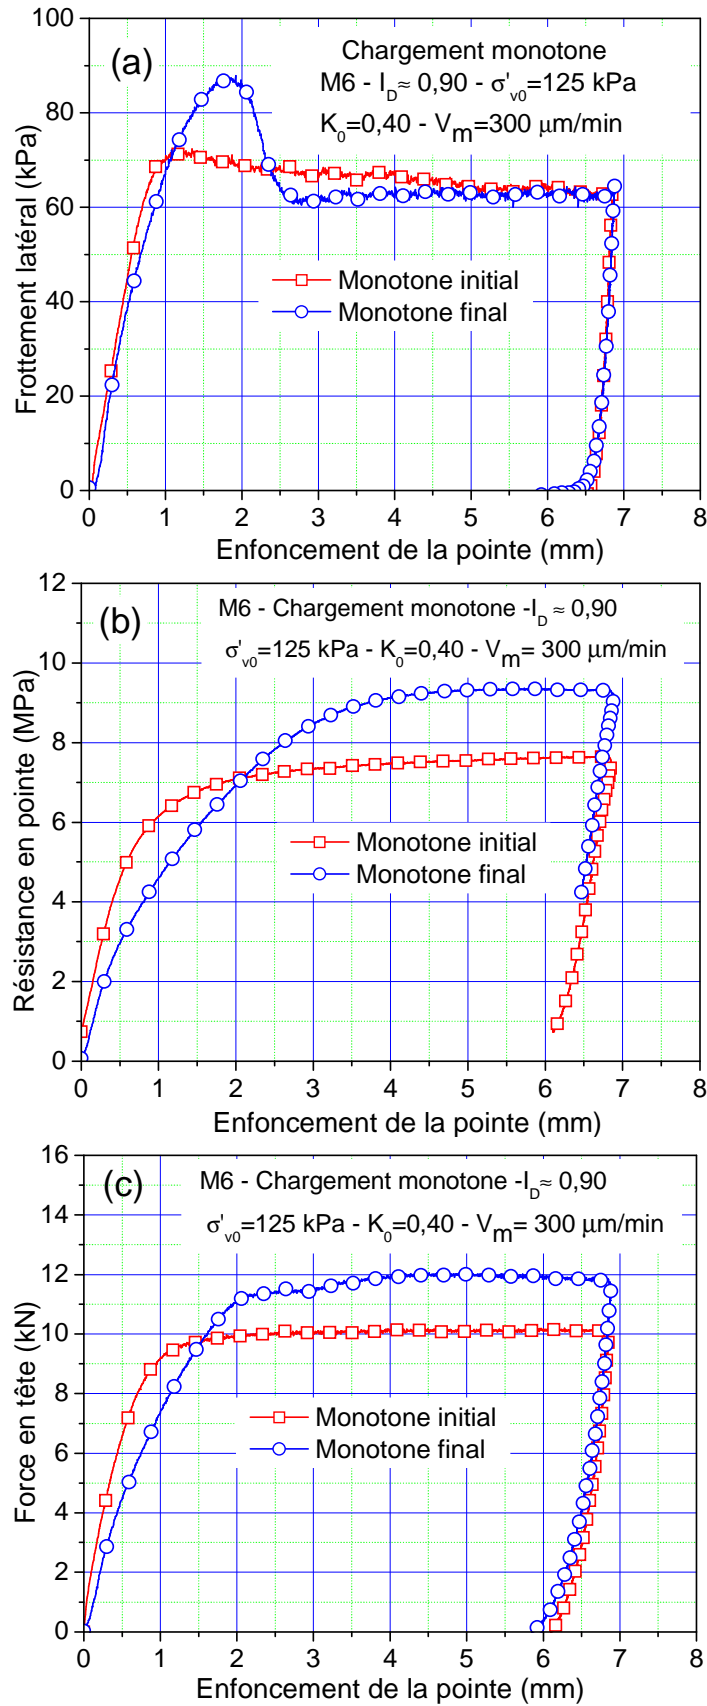 100
80
60
40
20
0
Frottement latéral (kPa)
(a)
Chargement monotone
M6 - I_D ≈ 0,90 - σ'_v0=125 kPa
K_0=0,40 - V_m=300 μm/min
Monotone initial
Monotone final
0 1 2 3 4 5 6 7 8
Enfoncement de la pointe (mm)
12
10
8
6
4
2
0
Résistance en pointe (MPa)
(b)
M6 - Chargement monotone -I_D ≈ 0,90
σ'_v0=125 kPa - K_0=0,40 - V_m= 300 μm/min
Monotone initial
Monotone final
0 1 2 3 4 5 6 7 8
Enfoncement de la pointe (mm)
16
14
12
10
8
6
4
2
0
Force en tête (kN)
(c)
M6 - Chargement monotone -I_D ≈ 0,90
σ'_v0=125 kPa - K_0=0,40 - V_m= 300 μm/min
Monotone initial
Monotone final
0 1 2 3 4 5 6 7 8
Enfoncement de la pointe (mm)